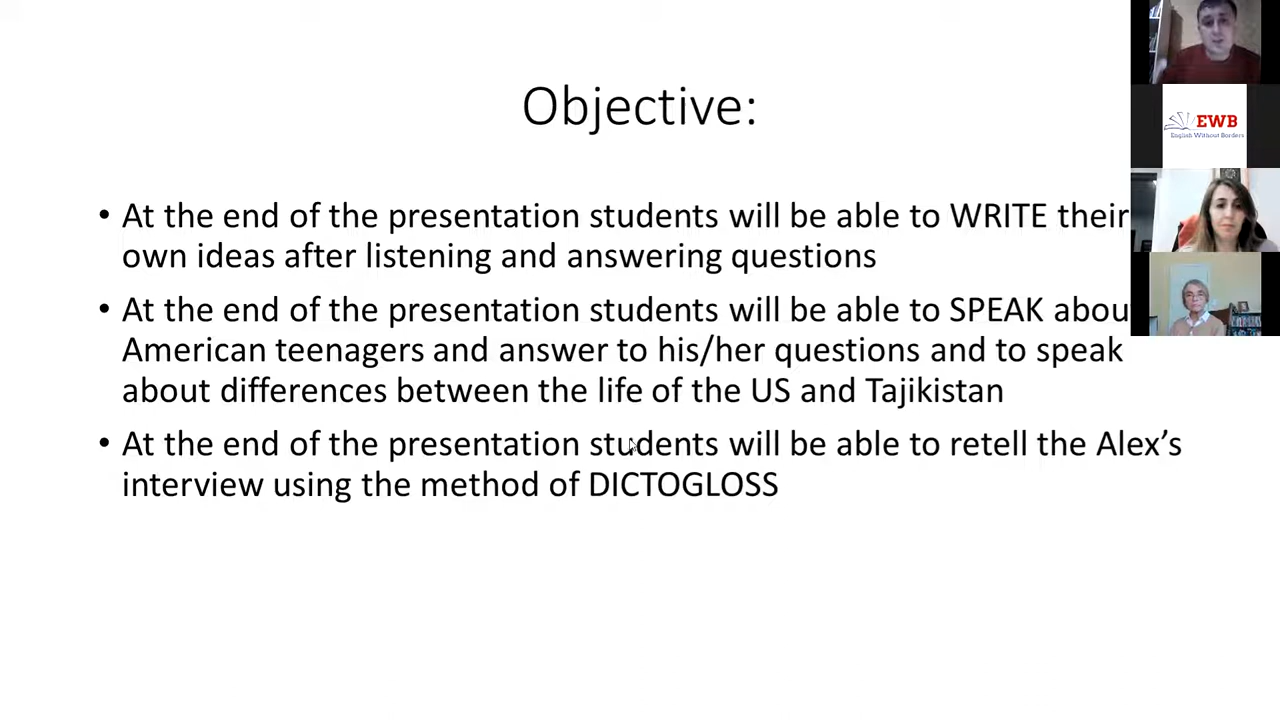 Objective:
• At the end of the presentation students will be able to WRITE their
own ideas after listening and answering questions
• At the end of the presentation students will be able to SPEAK abou
American teenagers and answer to his/her questions and to speak
about differences between the life of the US and Tajikistan
• At the end of the presentation students will be able to retell the Alex’s
interview using the method of DICTOGLOSS
EWB
English Without Borders